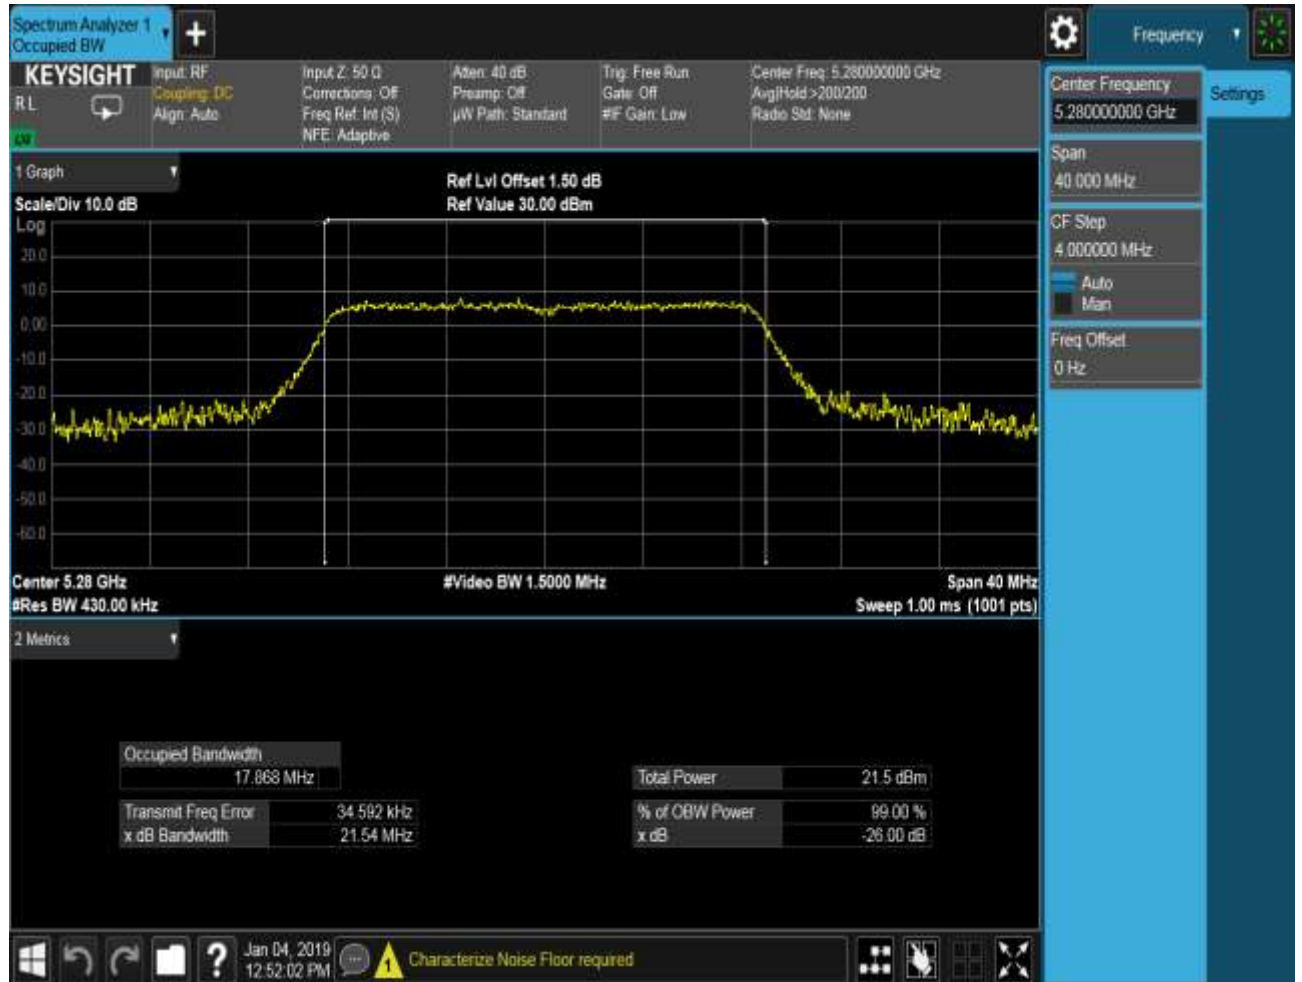 Spectrum Analyzer 1
Occupied BW
Frequency
KEYSIGHT
RL
Input: RF
Coupling: DC
Align: Auto
Input Z: 50 Ω
Corrections: Off
Freq Ref: Int (S)
NFE: Adaptive
Atten: 40 dB
Preamp: Off
µW Path: Standard
Trig: Free Run
Gate: Off
#IF Gain: Low
Center Freq: 5.280000000 GHz
Avg|Hold:>200/200
Radio Std: None
Center Frequency
5.280000000 GHz
Settings
Span
40.000 MHz
CF Step
4.000000 MHz
Auto
Man
Freq Offset
0 Hz
1 Graph
Scale/Div 10.0 dB
Ref Lvl Offset 1.50 dB
Ref Value 30.00 dBm
Log
20.0
10.0
0.00
-10.0
-20.0
-30.0
-40.0
-50.0
-60.0
Center 5.28 GHz
#Video BW 1.5000 MHz
Span 40 MHz
#Res BW 430.00 kHz
Sweep 1.00 ms (1001 pts)
2 Metrics
Occupied Bandwidth
17.868 MHz
Total Power
21.5 dBm
Transmit Freq Error
34.592 kHz
% of OBW Power
99.00 %
x dB Bandwidth
21.54 MHz
x dB
-26.00 dB
?
Jan 04, 2019
12:52:02 PM
1
Characterize Noise Floor required